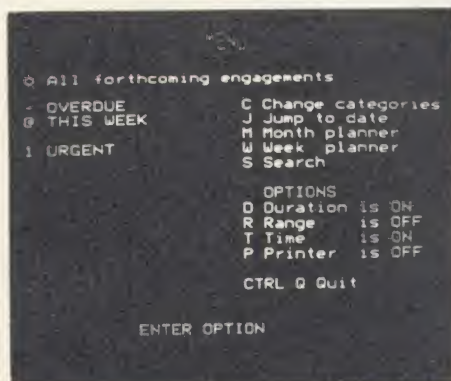 MENU
All forthcoming engagements
- OVERDUE
@ THIS WEEK
1 URGENT
C Change categories
J Jump to date
M Month planner
W Week planner
S Search
OPTIONS
D Duration is ON
R Range is OFF
T Time is ON
P Printer is OFF
CTRL Q Quit
ENTER OPTION